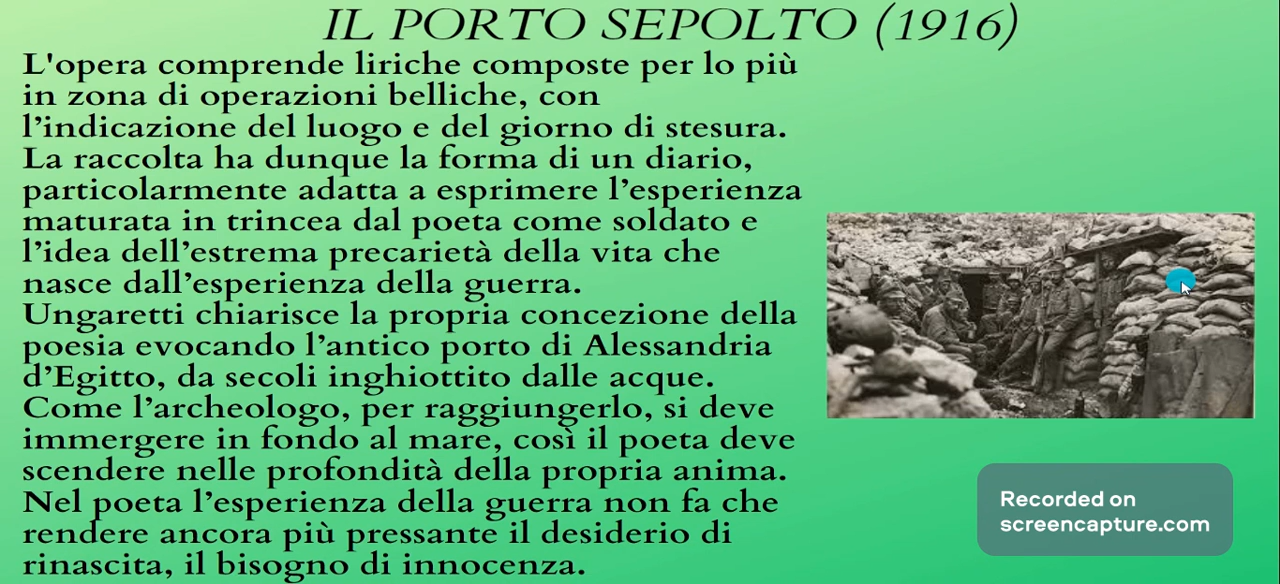 IL PORTO SEPOLTO (1916)
L'opera comprende liriche composte per lo più
in zona di operazioni belliche, con
l’indicazione del luogo e del giorno di stesura.
La raccolta ha dunque la forma di un diario,
particolarmente adatta a esprimere l’esperienza
maturata in trincea dal poeta come soldato e
l’idea dell’estrema precarietà della vita che
nasce dall’esperienza della guerra.
Ungaretti chiarisce la propria concezione della
poesia evocando l’antico porto di Alessandria
d’Egitto, da secoli inghiottito dalle acque.
Come l’archeologo, per raggiungerlo, si deve
immergere in fondo al mare, così il poeta deve
scendere nelle profondità della propria anima.
Nel poeta l’esperienza della guerra non fa che
rendere ancora più pressante il desiderio di
rinascita, il bisogno di innocenza.
Recorded on
screencapture.com